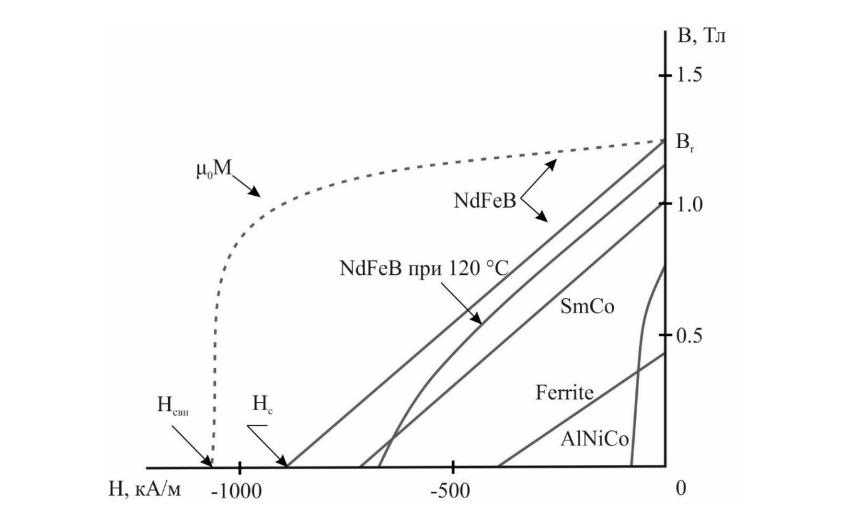 B, Тл
1.5
Bᵣ
μ₀M
NdFeB
1.0
NdFeB при 120 °C
SmCo
0.5
Ferrite
Hсвн
Hс
AlNiCo
H, кА/м
-1000
-500
0